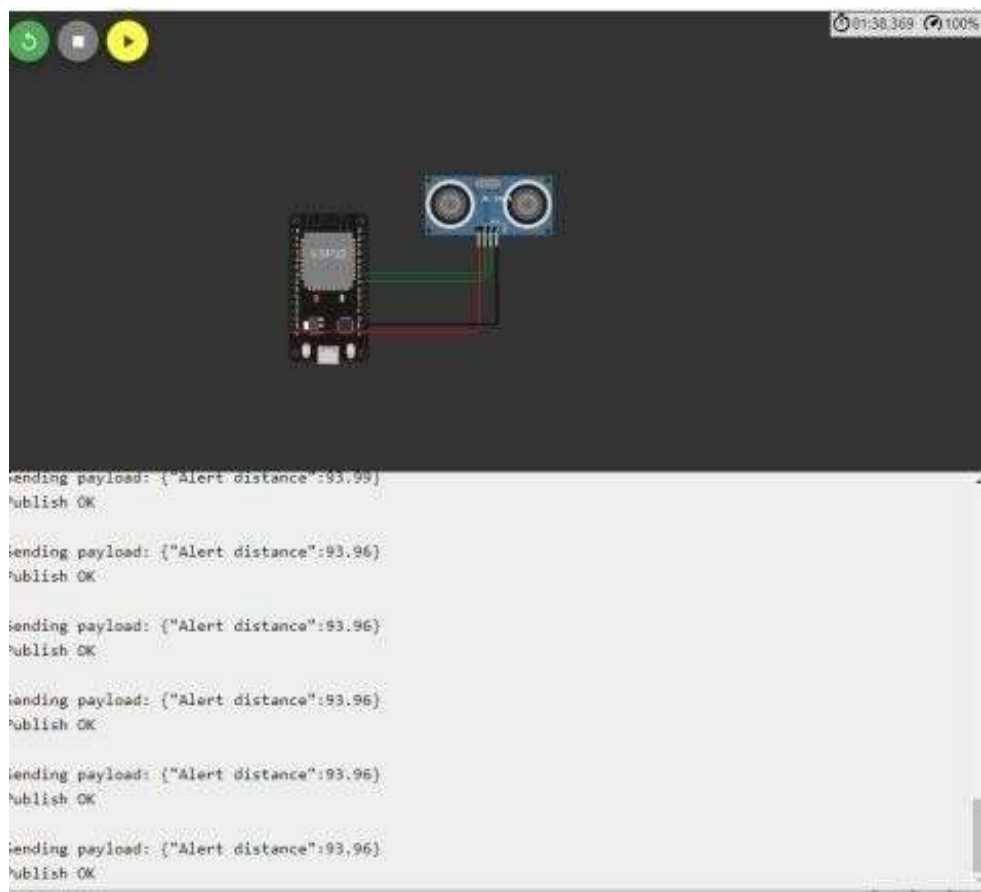 01:38.369 100%
ESP32
ending payload: {"Alert distance":93.99}
ublish OK
ending payload: {"Alert distance":93.96}
ublish OK
ending payload: {"Alert distance":93.96}
ublish OK
ending payload: {"Alert distance":93.96}
ublish OK
ending payload: {"Alert distance":93.96}
ublish OK
ending payload: {"Alert distance":93.96}
ublish OK